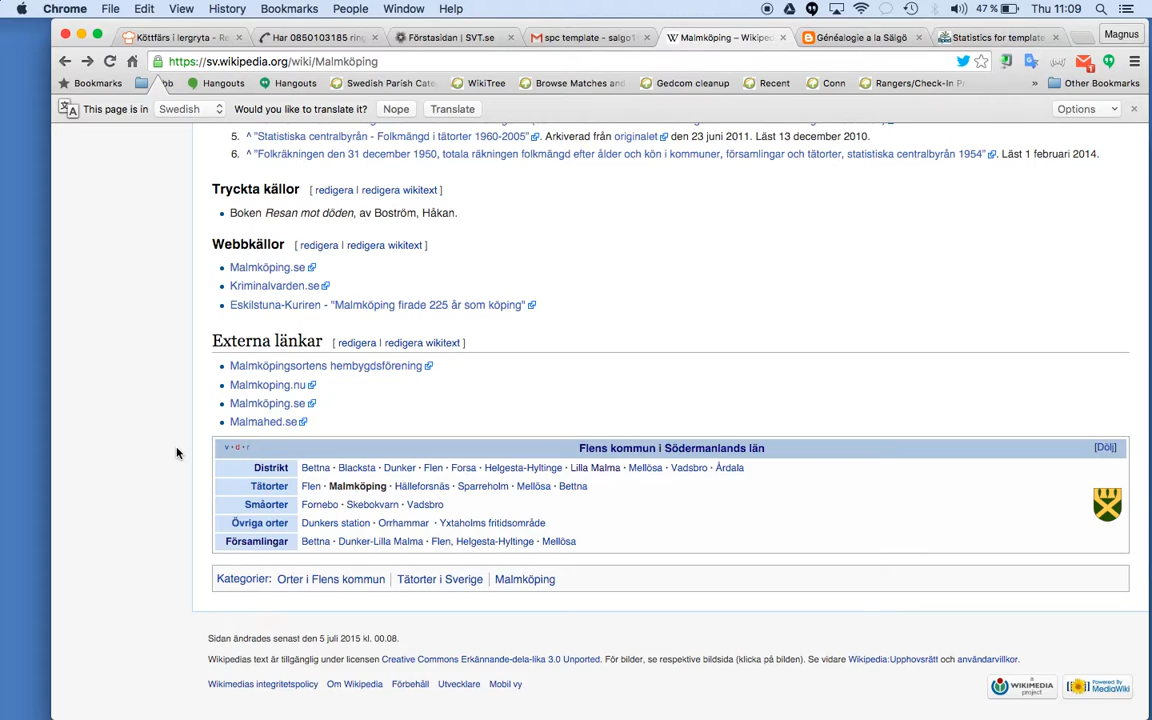 Chrome File Edit View History Bookmarks People Window Help 47 % Thu 11:09
Köttfärs i lergryta - Re Har 0850103185 ring Förstasidan | SVT.se spc template - salgo1 Malmköping – Wikiped Généalogie a la Sälgö Statistics for template Magnus
https://sv.wikipedia.org/wiki/Malmköping
Bookmarks Hangouts Hangouts Swedish Parish Cate WikiTree Browse Matches and Gedcom cleanup Recent Conn Rangers/Check-In P » Other Bookmarks
This page is in Swedish Would you like to translate it? Nope Translate Options
5. ^ "Statistiska centralbyrån - Folkmängd i tätorter 1960-2005". Arkiverad från originalet den 23 juni 2011. Läst 13 december 2010.
6. ^ "Folkräkningen den 31 december 1950, totala räkningen folkmängd efter ålder och kön i kommuner, församlingar och tätorter, statistiska centralbyrån 1954". Läst 1 februari 2014.
Tryckta källor [ redigera | redigera wikitext ]
• Boken Resan mot döden, av Boström, Håkan.
Webbkällor [ redigera | redigera wikitext ]
• Malmköping.se
• Kriminalvarden.se
• Eskilstuna-Kuriren - "Malmköping firade 225 år som köping"
Externa länkar [ redigera | redigera wikitext ]
• Malmköpingsortens hembygdsförening
• Malmkoping.nu
• Malmkoping.se
• Malmahed.se
v · d · r Flens kommun i Södermanlands län [Dölj]
Distrikt Bettna · Blacksta · Dunker · Flen · Forsa · Helgesta-Hyltinge · Lilla Malma · Mellösa · Vadsbro · Årdala
Tätorter Flen · Malmköping · Hälleforsnäs · Sparreholm · Mellösa · Bettna
Småorter Fornebo · Skebokvarn · Vadsbro
Övriga orter Dunkers station · Orrhammar · Yxtaholms fritidsområde
Församlingar Bettna · Dunker-Lilla Malma · Flen, Helgesta-Hyltinge · Mellösa
Kategorier: Orter i Flens kommun | Tätorter i Sverige | Malmköping
Sidan ändrades senast den 5 juli 2015 kl. 00.08.
Wikipedias text är tillgänglig under licensen Creative Commons Erkännande-dela-lika 3.0 Unported. För bilder, se respektive bildsida (klicka på bilden). Se vidare Wikipedia:Upphovsrätt och användarvillkor.
Wikimedias integritetspolicy Om Wikipedia Förbehåll Utvecklare Mobil vy
A WIKIMEDIA project Powered By MediaWiki